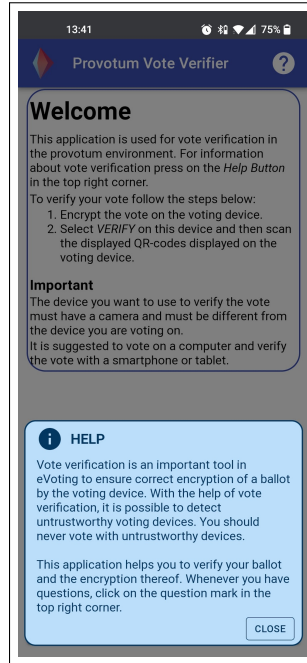 13:41
75%
Provotum Vote Verifier
?
Welcome
This application is used for vote verification in
the provotum environment. For information
about vote verification press on the Help Button
in the top right corner.
To verify your vote follow the steps below:
1. Encrypt the vote on the voting device.
2. Select VERIFY on this device and then scan
the displayed QR-codes displayed on the
voting device.
Important
The device you want to use to verify the vote
must have a camera and must be different from
the device you are voting on.
It is suggested to vote on a computer and verify
the vote with a smartphone or tablet.
i HELP
Vote verification is an important tool in
eVoting to ensure correct encryption of a ballot
by the voting device. With the help of vote
verification, it is possible to detect
untrustworthy voting devices. You should
never vote with untrustworthy devices.
This application helps you to verify your ballot
and the encryption thereof. Whenever you have
questions, click on the question mark in the
top right corner.
CLOSE